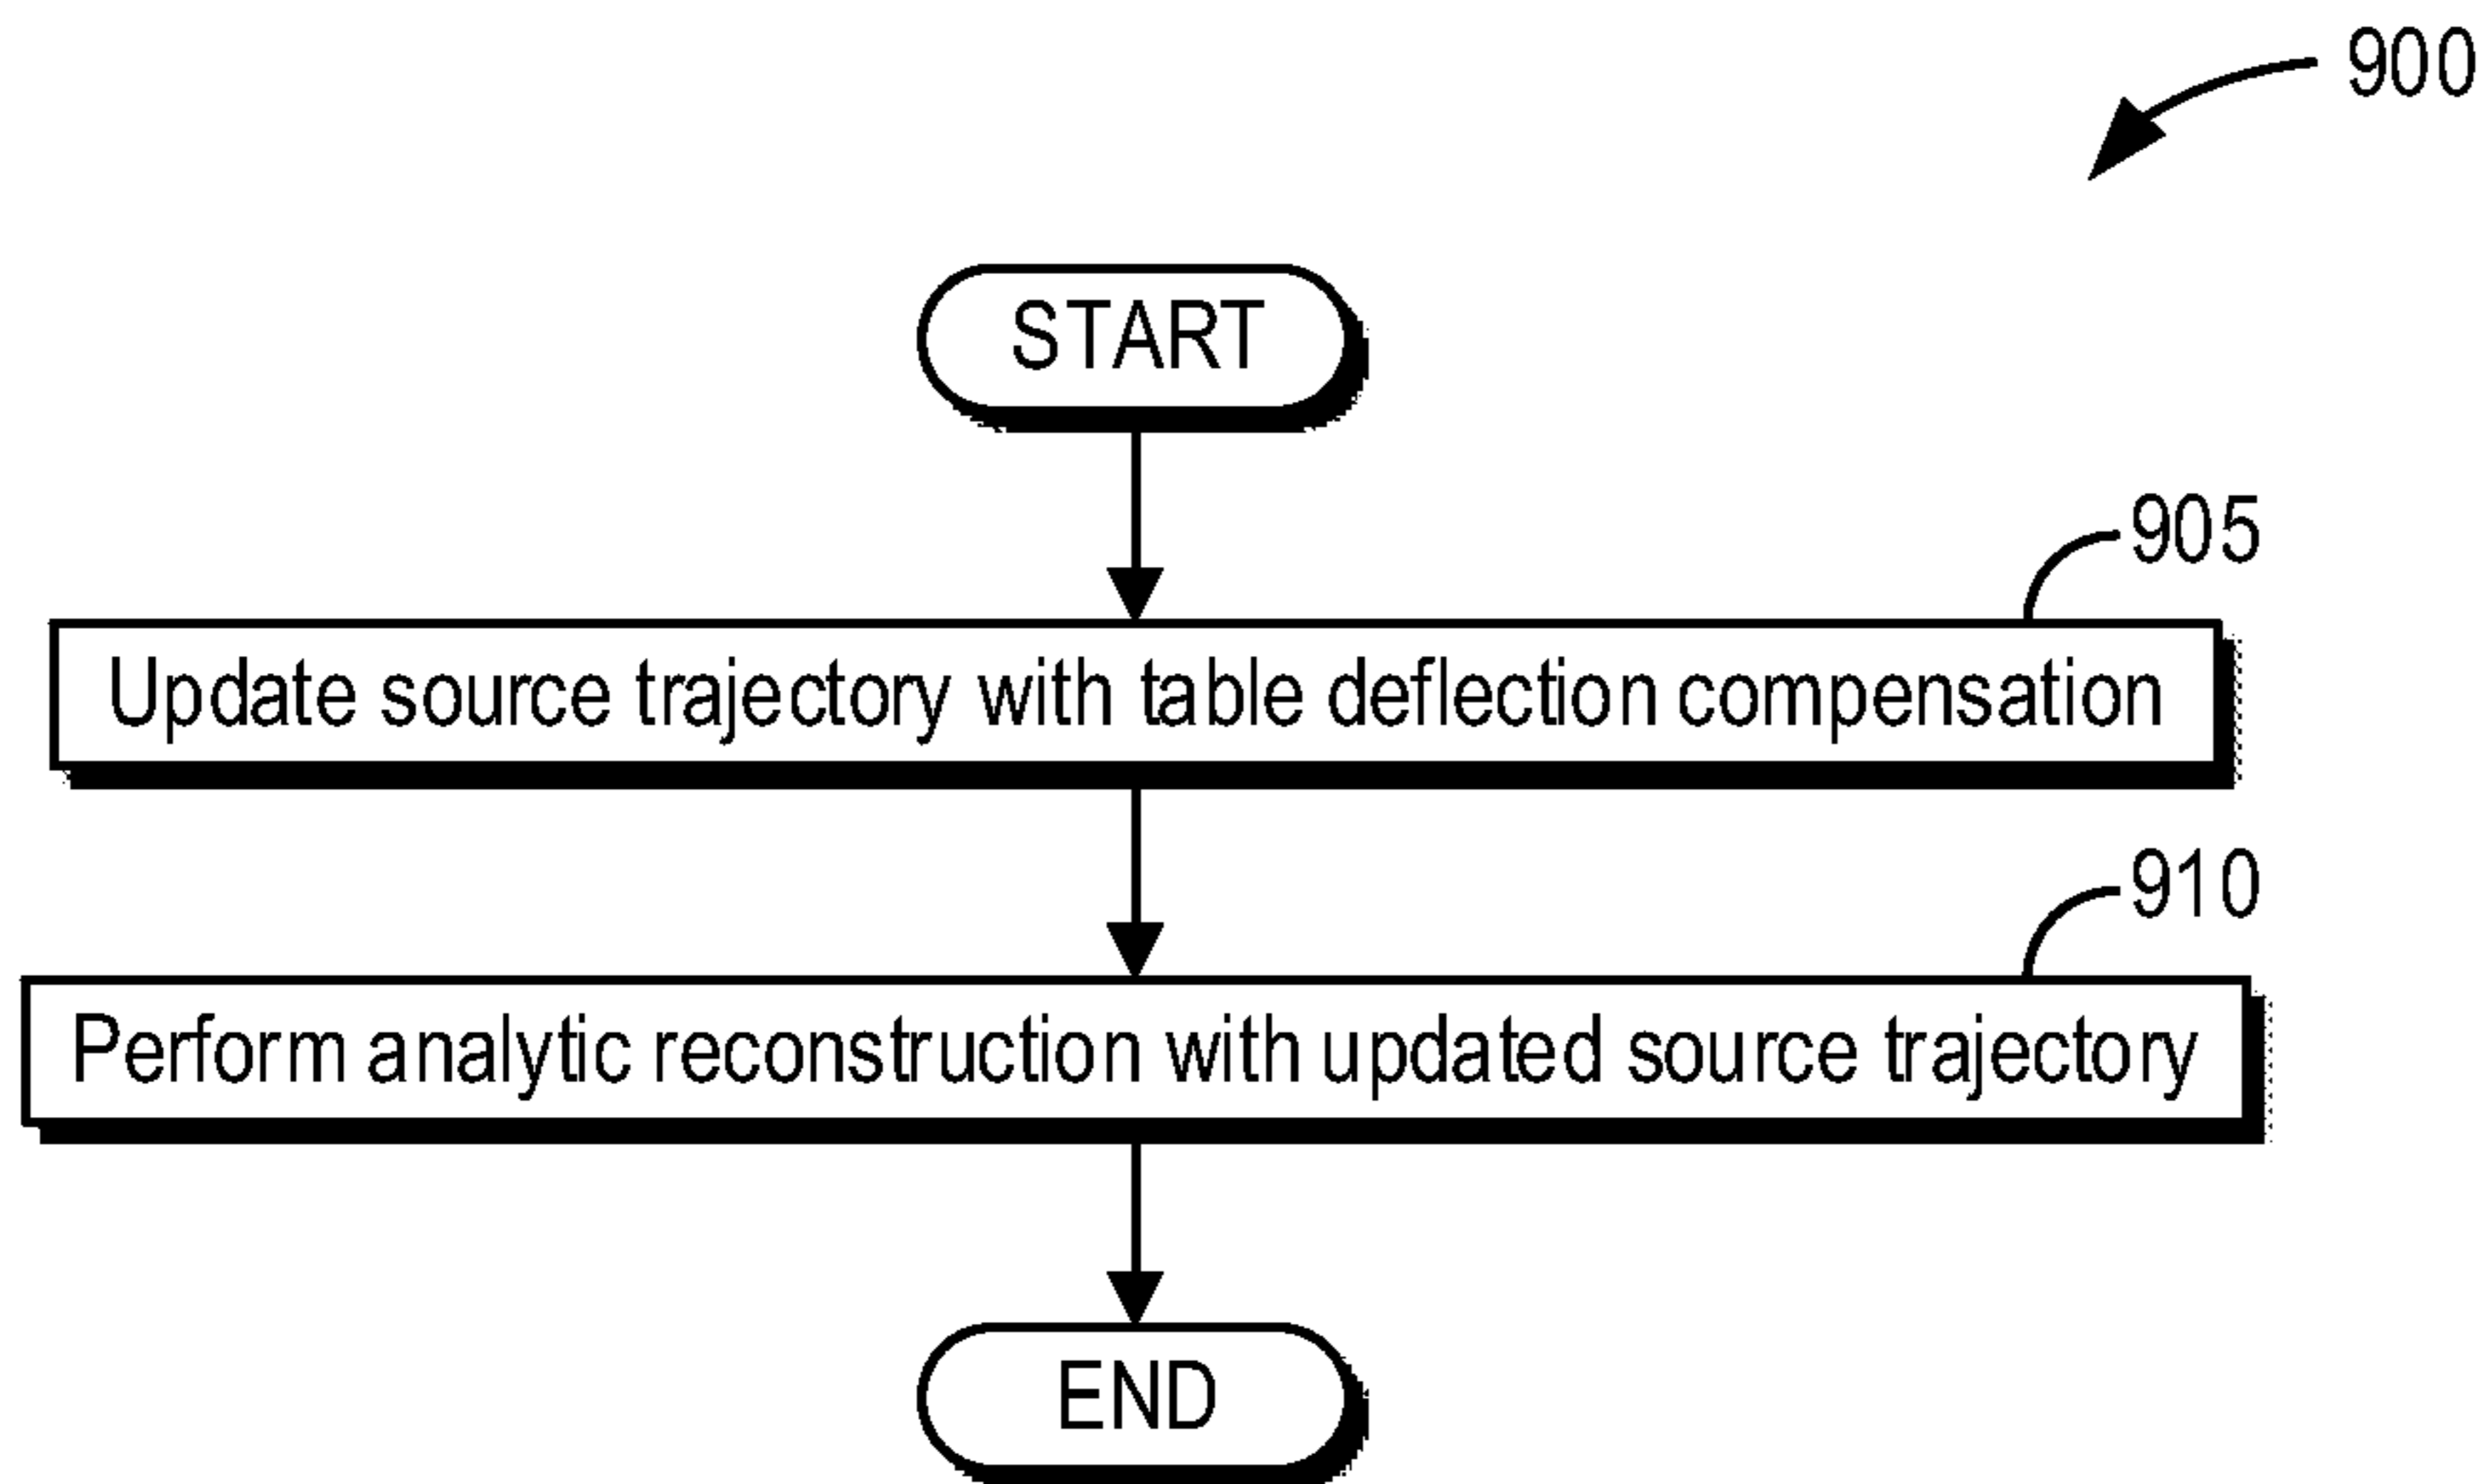 900
START
905
Update source trajectory with table deflection compensation
910
Perform analytic reconstruction with updated source trajectory
END